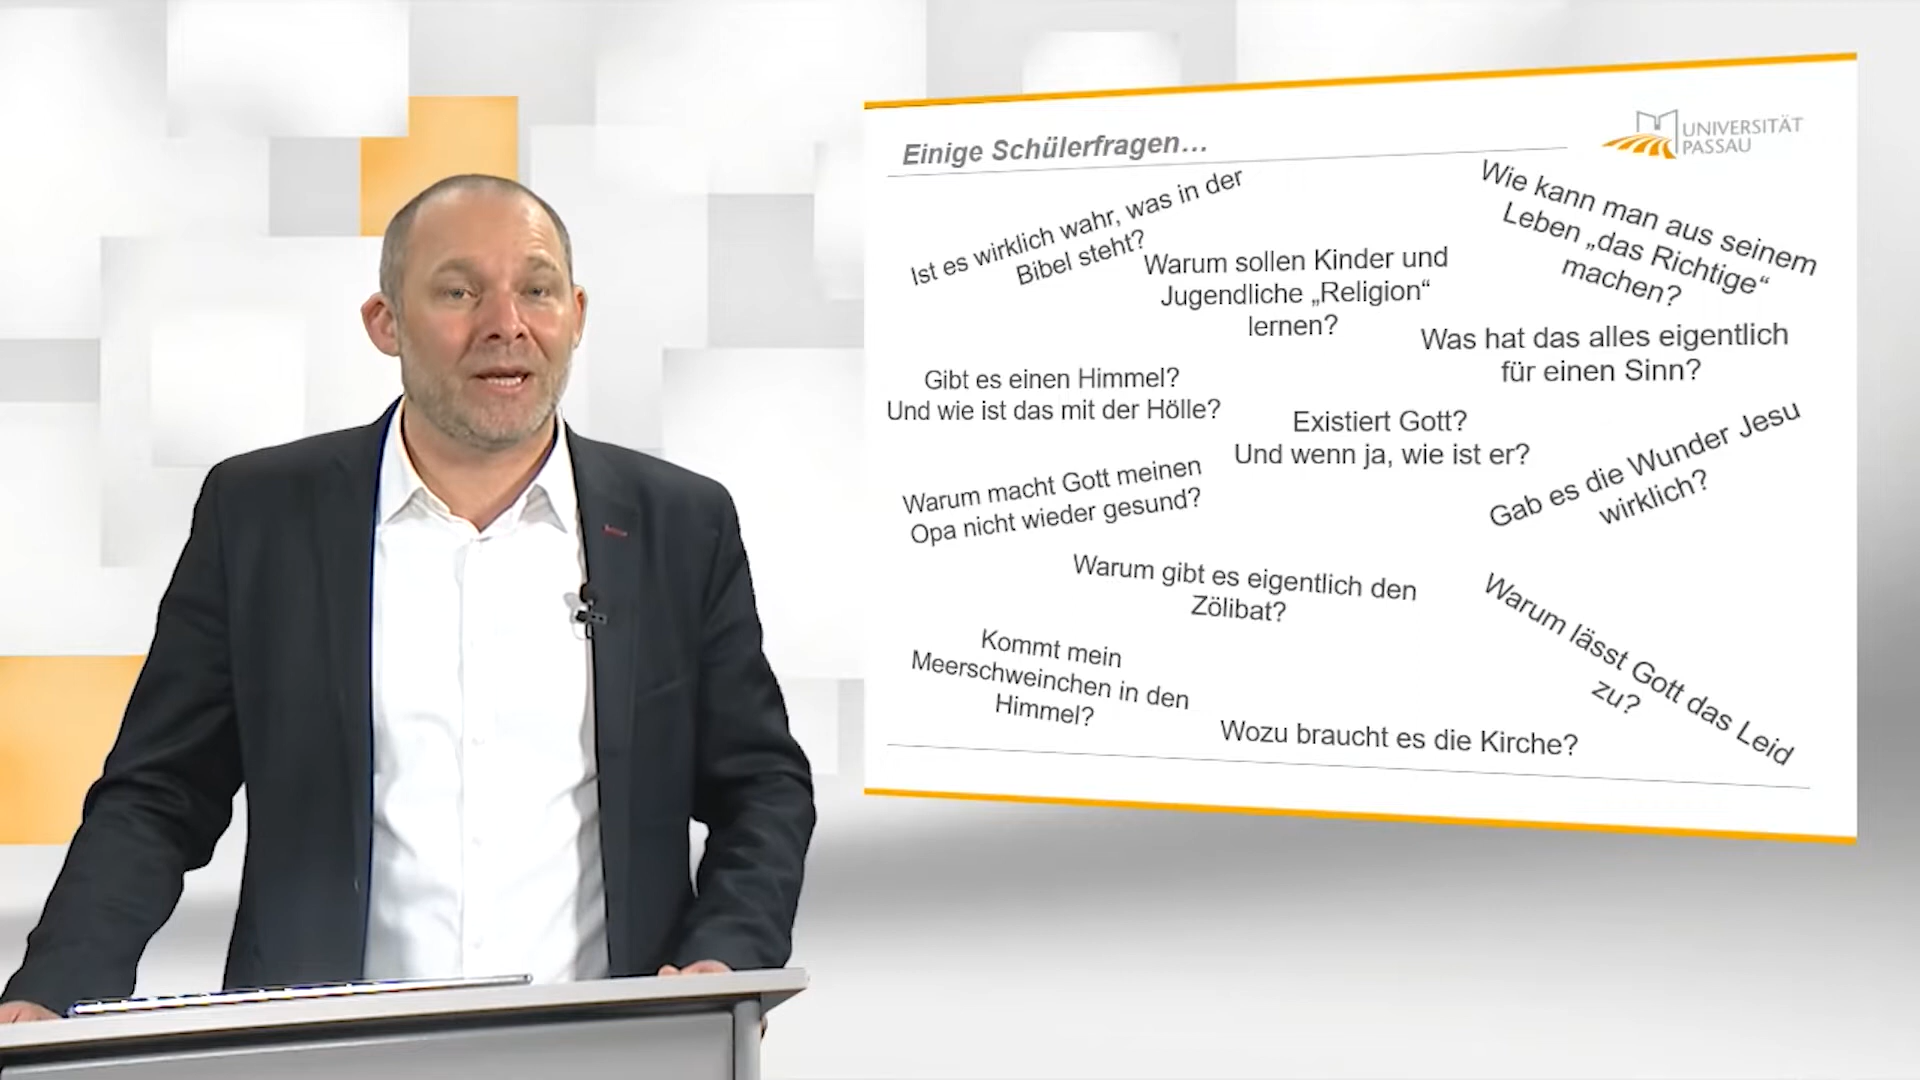 Einige Schülerfragen…
UNIVERSITÄT
PASSAU
Ist es wirklich wahr, was in der
Bibel steht?
Wie kann man aus seinem
Leben „das Richtige“
machen?
Warum sollen Kinder und
Jugendliche „Religion“
lernen?
Was hat das alles eigentlich
für einen Sinn?
Gibt es einen Himmel?
Und wie ist das mit der Hölle?
Existiert Gott?
Und wenn ja, wie ist er?
Gab es die Wunder Jesu
wirklich?
Warum macht Gott meinen
Opa nicht wieder gesund?
Warum gibt es eigentlich den
Zölibat?
Warum lässt Gott das Leid
zu?
Kommt mein
Meerschweinchen in den
Himmel?
Wozu braucht es die Kirche?